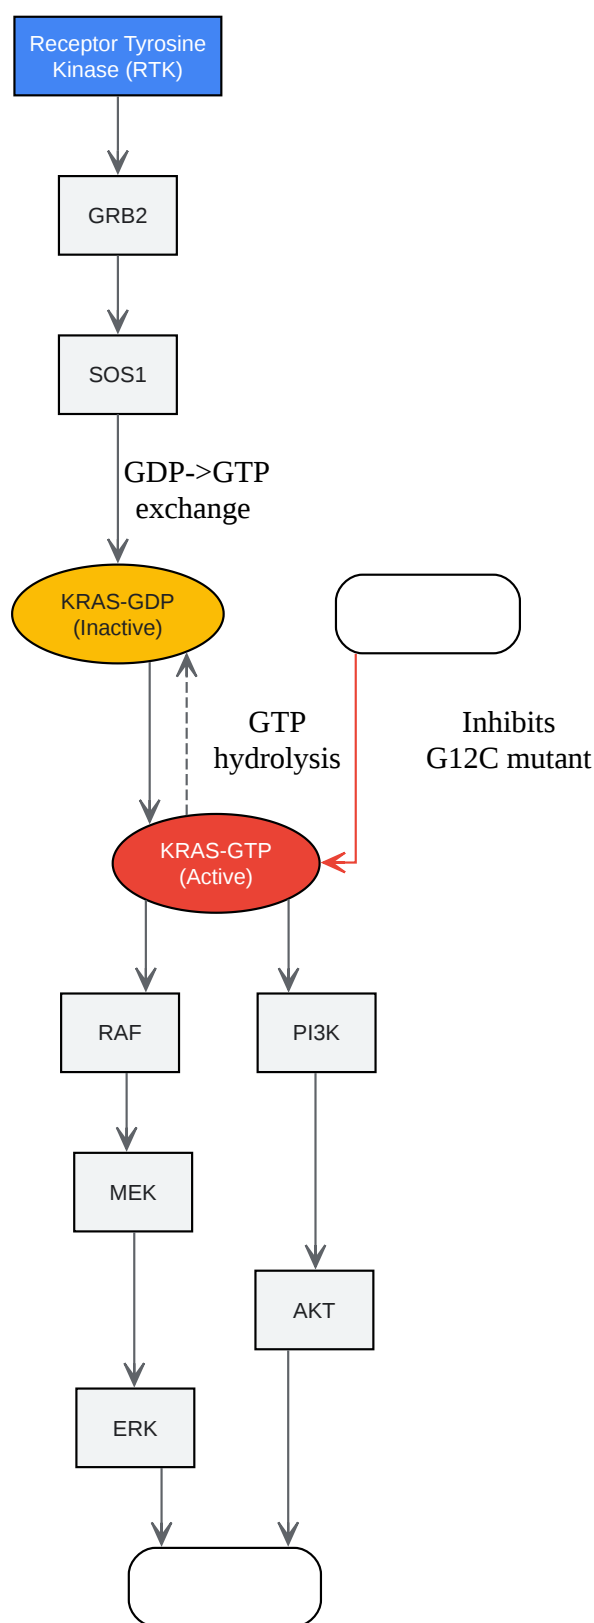 Receptor Tyrosine
Kinase (RTK)
GRB2
SOS1
GDP->GTP
exchange
KRAS-GDP
(Inactive)
GTP
hydrolysis
Inhibits
G12C mutant
KRAS-GTP
(Active)
RAF
PI3K
MEK
AKT
ERK